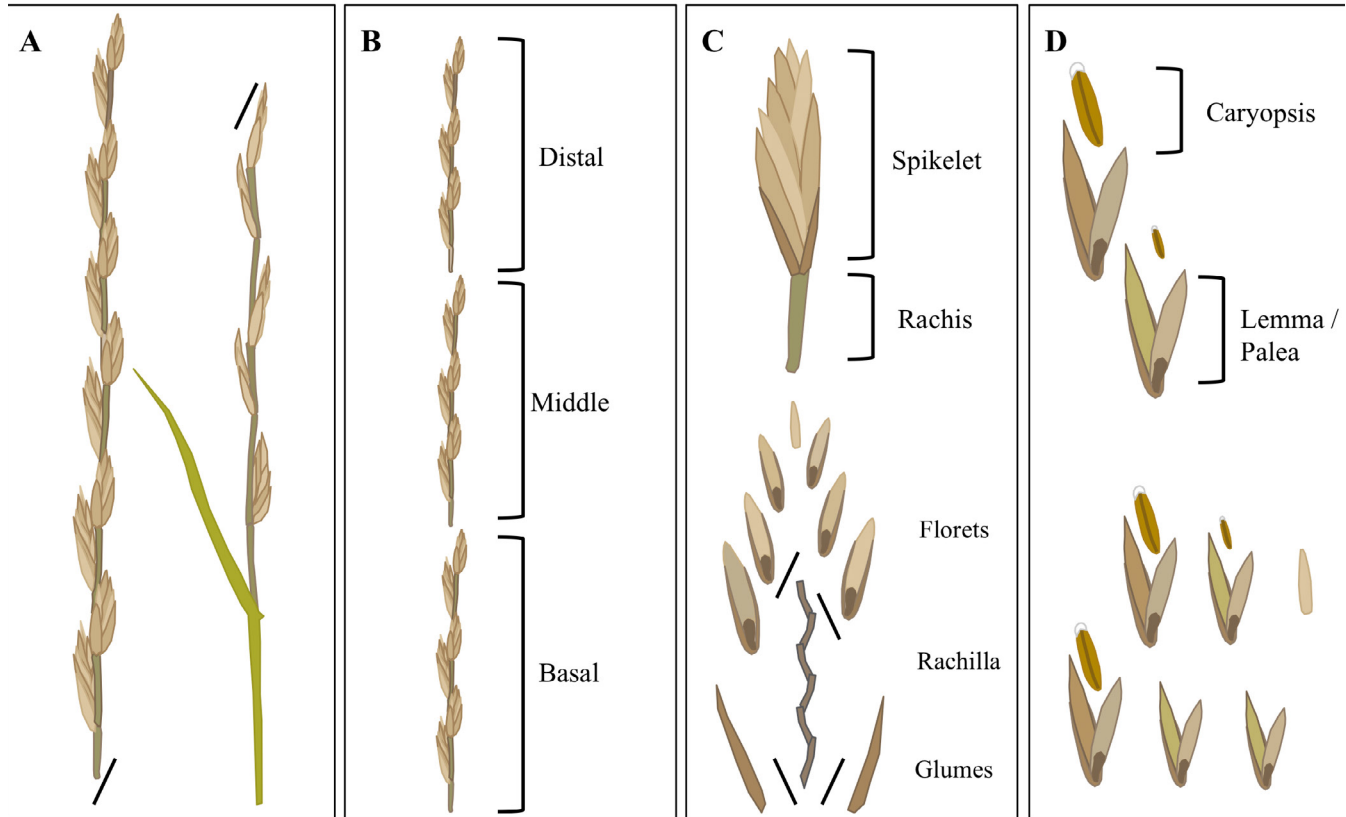 A
B
Distal
Middle
Basal
C
Spikelet
Rachis
Florets
Rachilla
Glumes
D
Caryopsis
Lemma /
Palea